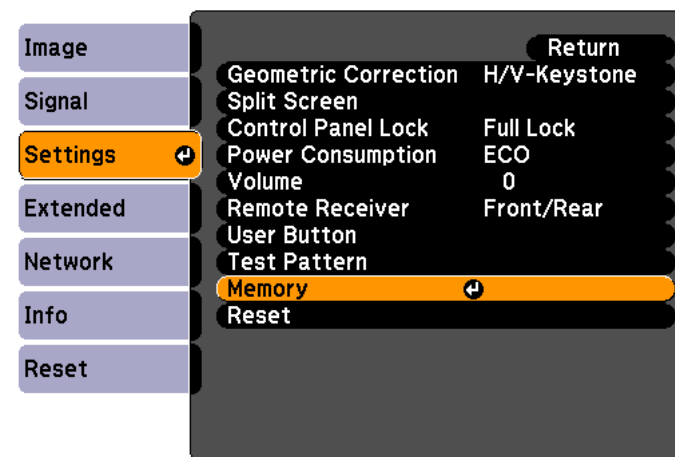 Image
Signal
Settings
Extended
Network
Info
Reset
Return
Geometric Correction H/V-Keystone
Split Screen
Control Panel Lock Full Lock
Power Consumption ECO
Volume 0
Remote Receiver Front/Rear
User Button
Test Pattern
Memory
Reset